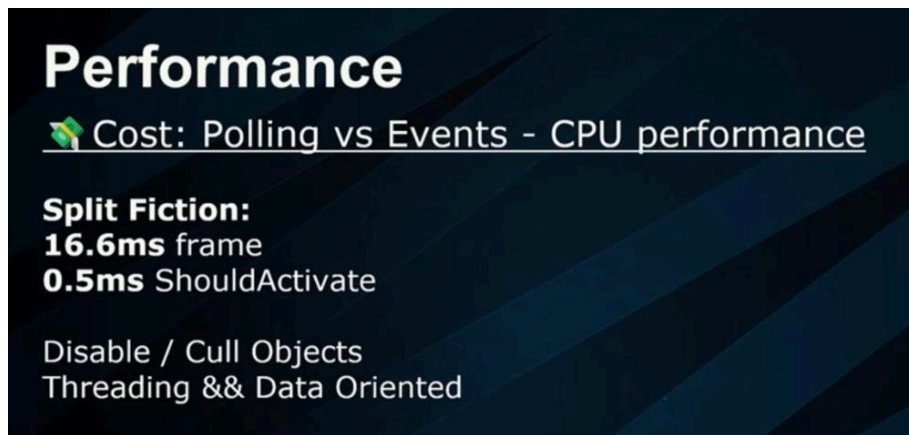 Performance
💸 Cost: Polling vs Events - CPU performance
Split Fiction:
16.6ms frame
0.5ms ShouldActivate
Disable / Cull Objects
Threading && Data Oriented